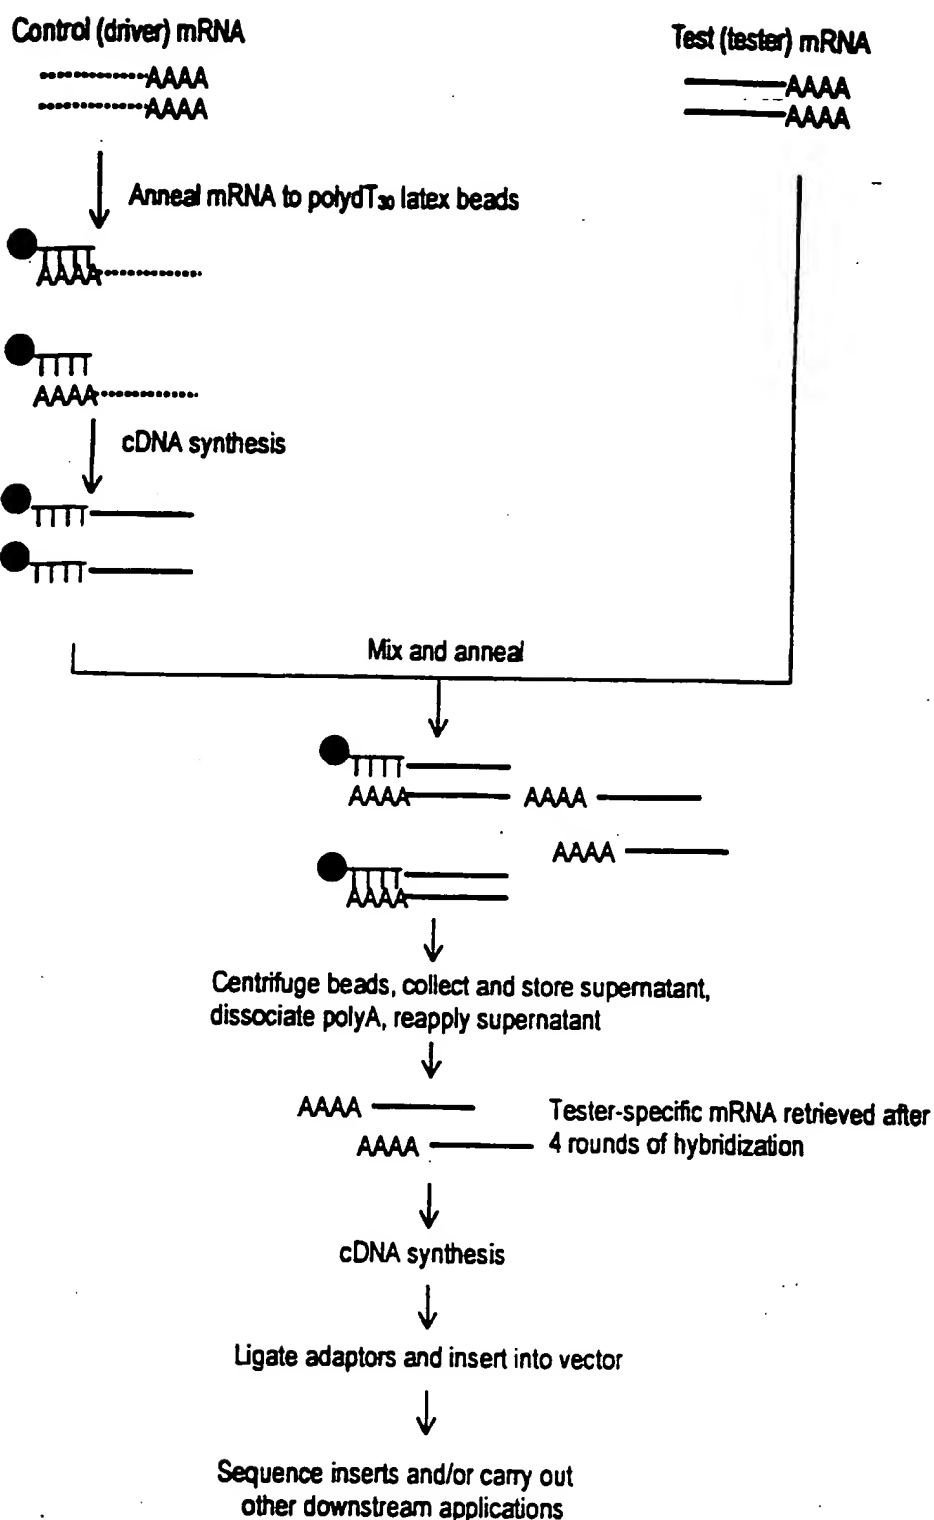 Control (driver) mRNA
Test (tester) mRNA
AAAA
AAAA
AAAA
AAAA
Anneal mRNA to polydT30 latex beads
TTTT
AAAA
TTTT
AAAA
cDNA synthesis
TTTT
TTTT
Mix and anneal
TTTT
AAAA AAAA
AAAA
TTTT
AAAA
Centrifuge beads, collect and store supernatant,
dissociate polyA, reapply supernatant
AAAA
Tester-specific mRNA retrieved after
AAAA
4 rounds of hybridization
cDNA synthesis
Ligate adaptors and insert into vector
Sequence inserts and/or carry out
other downstream applications